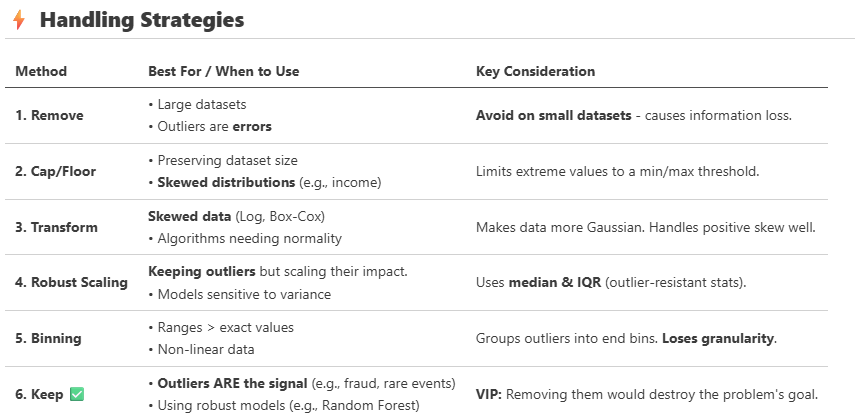 ⚡ Handling Strategies
Method Best For / When to Use Key Consideration
1. Remove
• Large datasets
• Outliers are errors
Avoid on small datasets - causes information loss.
2. Cap/Floor
• Preserving dataset size
• Skewed distributions (e.g., income)
Limits extreme values to a min/max threshold.
3. Transform
Skewed data (Log, Box-Cox)
• Algorithms needing normality
Makes data more Gaussian. Handles positive skew well.
4. Robust Scaling
Keeping outliers but scaling their impact.
• Models sensitive to variance
Uses median & IQR (outlier-resistant stats).
5. Binning
• Ranges > exact values
• Non-linear data
Groups outliers into end bins. Loses granularity.
6. Keep ✅
• Outliers ARE the signal (e.g., fraud, rare events)
• Using robust models (e.g., Random Forest)
VIP: Removing them would destroy the problem's goal.